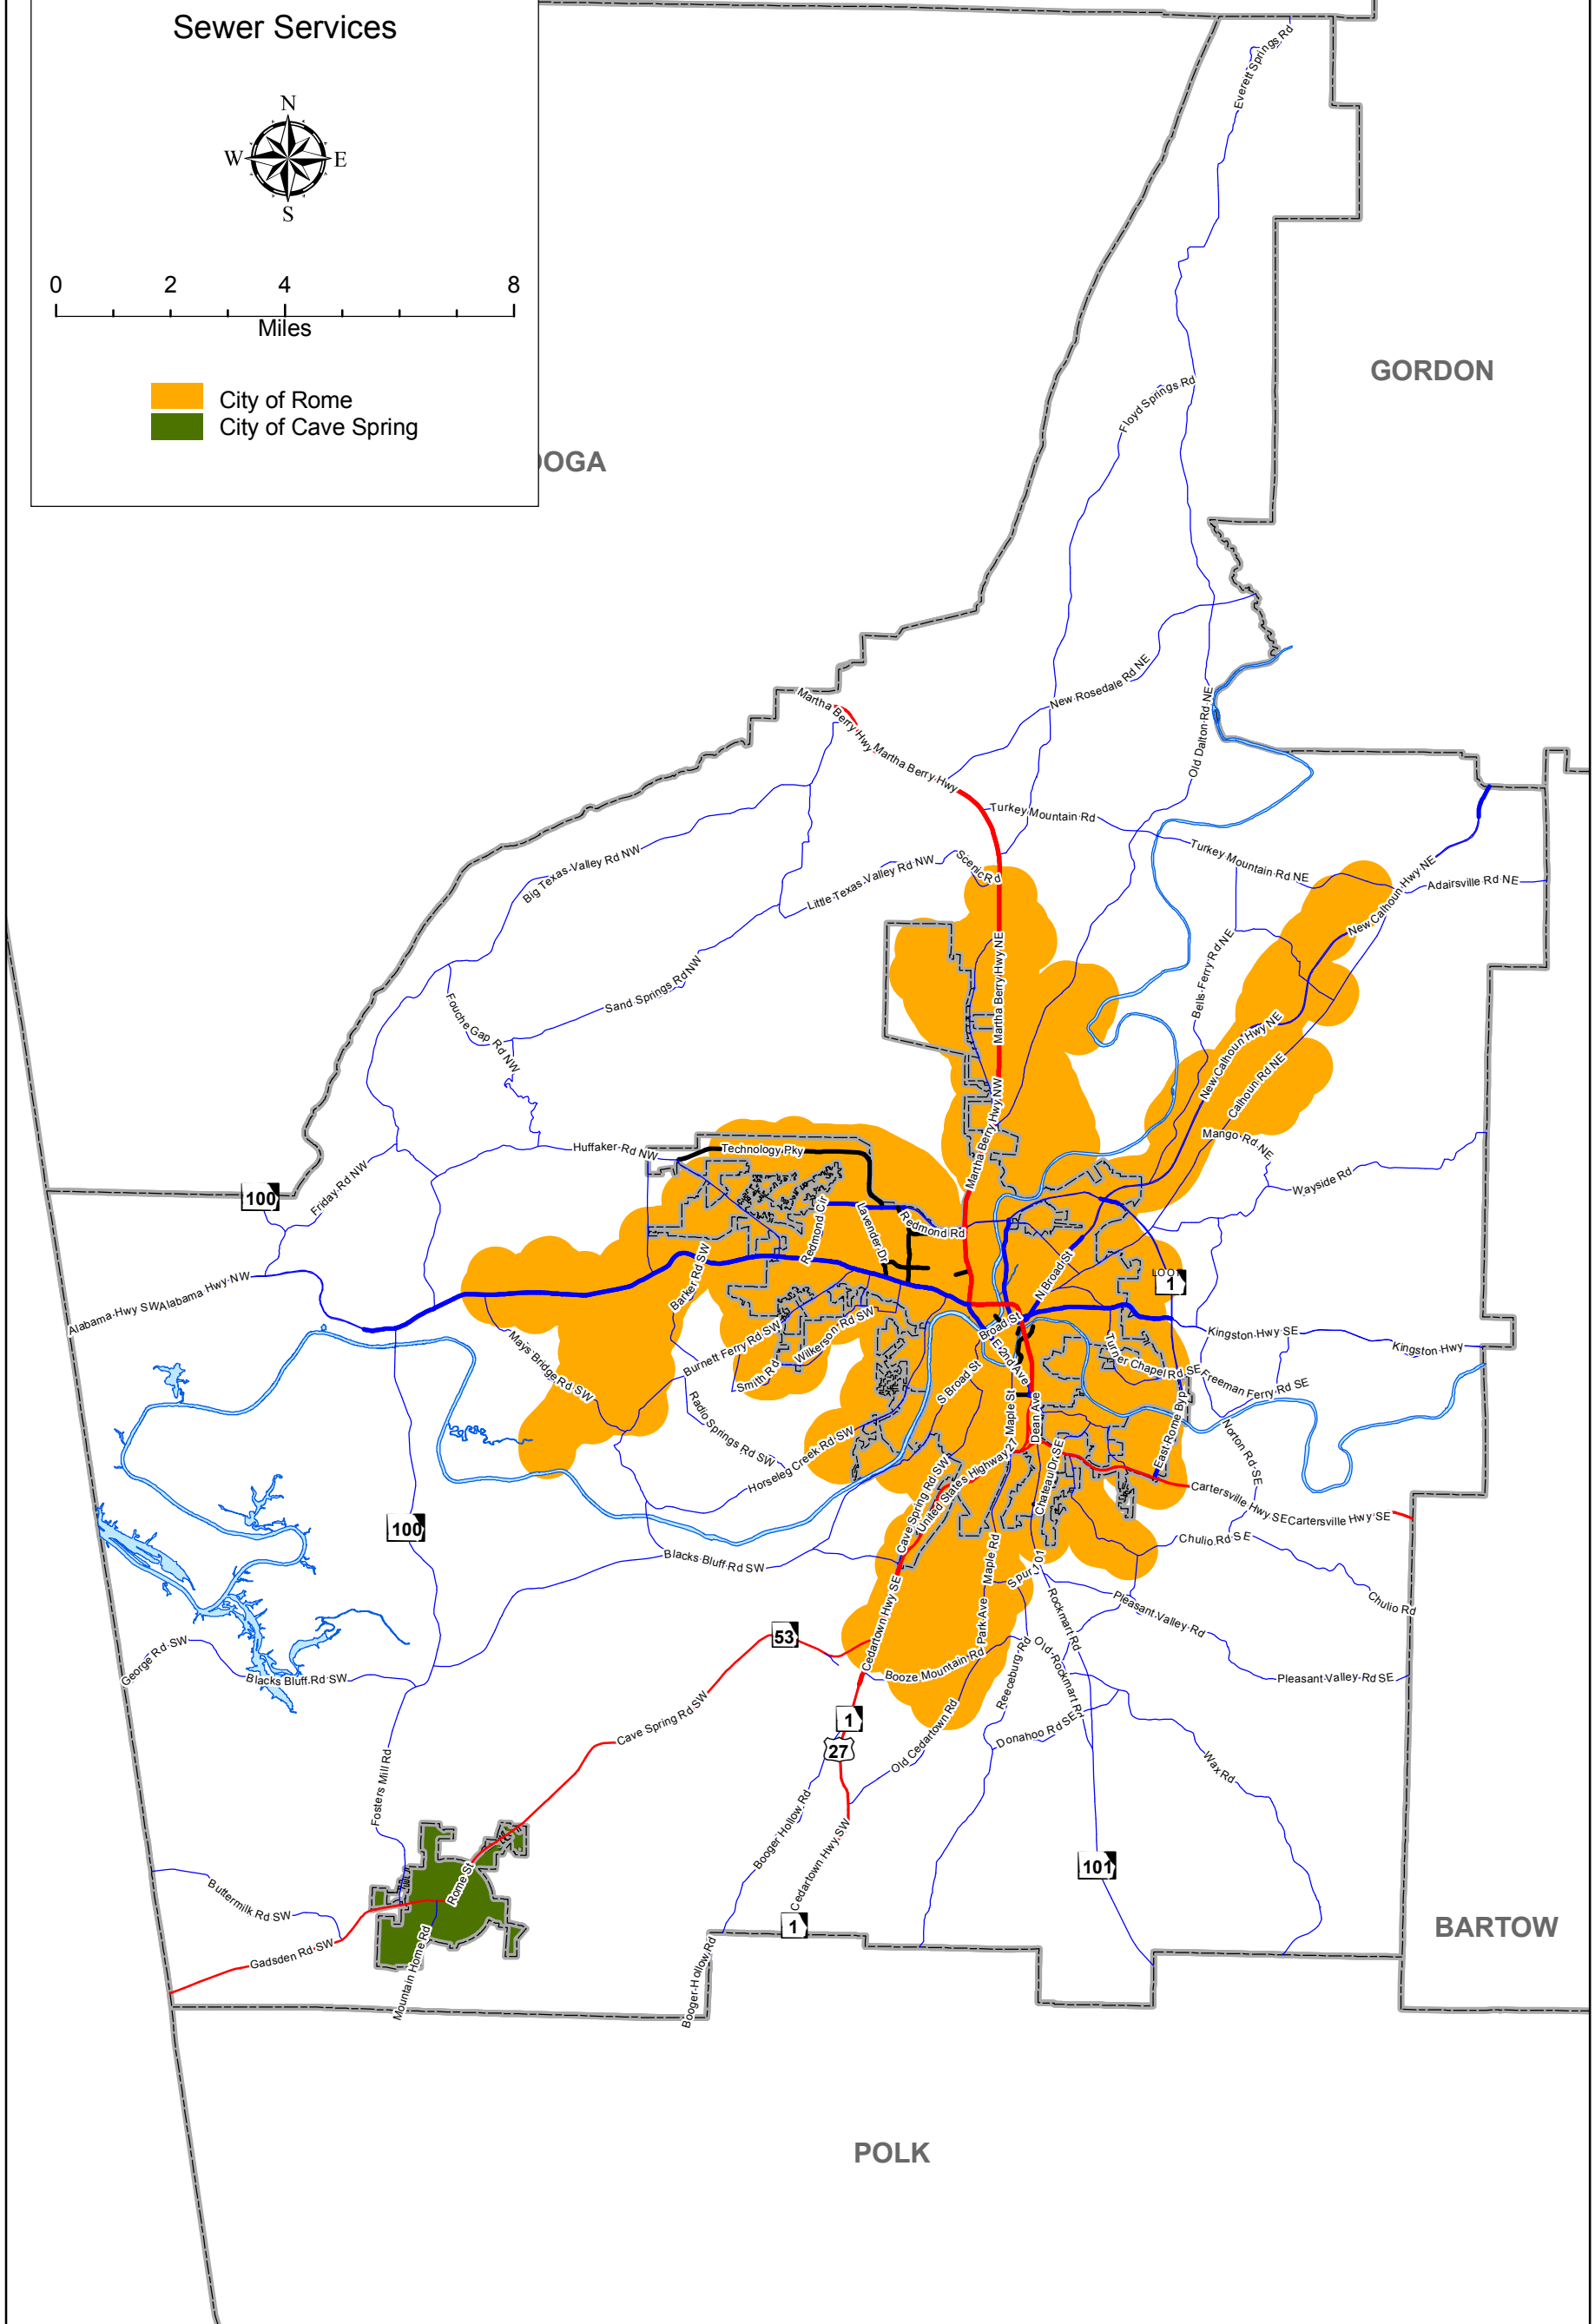 Sewer Services
N
W E
S
0 2 4 8
Miles
City of Rome
City of Cave Spring
OOGA
GORDON
BARTOW
POLK
Everett Springs Rd
Floyd Springs Rd
New Rosedale Rd NE
Old Dalton Rd NE
Martha Berry Hwy
Martha Berry Hwy
Turkey Mountain Rd
Turkey Mountain Rd NE
Adairsville Rd NE
New Calhoun Hwy NE
Scenic Rd
Little Texas Valley Rd NW
Big Texas Valley Rd NW
Sand Springs Rd NW
Fouche Gap Rd NW
Martha Berry Hwy NE
Bells Ferry Rd NE
New Calhoun Hwy NE
Calhoun Rd NE
Mango Rd NE
Wayside Rd
Martha Berry Hwy NW
Huffaker Rd NW
Technology Pky
Friday Rd NW
100
Redmond Cir
Lavender Dr
Redmond Rd
Barker Rd SW
N Broad St
LOOP
1
Alabama Hwy SW
Alabama Hwy NW
Mays Bridge Rd SW
Burnett Ferry Rd SW
Smith Rd
Wilkerson Rd SW
Broad St
E 2nd Ave
S Broad St
Kingston Hwy SE
Kingston Hwy
Turner Chapel Rd SE
Freeman Ferry Rd SE
Radio Springs Rd SW
Horseleg Creek Rd SW
Maple St
Dean Ave
East Rome Byp
Norton Rd SE
United States Highway 27
Cave Spring Rd SW
Chateau Dr SE
Cartersville Hwy SE
Cartersville Hwy SE
100
Blacks Bluff Rd SW
Maple Rd
Spur 101
Chulio Rd SE
Chulio Rd
Cedartown Hwy SE
Park Ave
Rockmart Rd
Pleasant Valley Rd
Pleasant Valley Rd SE
53
Booze Mountain Rd
Reeceburg Rd
Old Rockmart Rd
George Rd SW
Blacks Bluff Rd SW
Cave Spring Rd SW
1
27
Old Cedartown Rd
Donahoo Rd SE
Wax Rd
Fosters Mill Rd
Booger Hollow Rd
Cedartown Hwy SW
101
Rome St
Buttermilk Rd SW
Gadsden Rd SW
Mountain Home Rd
1
Booger Hollow Rd